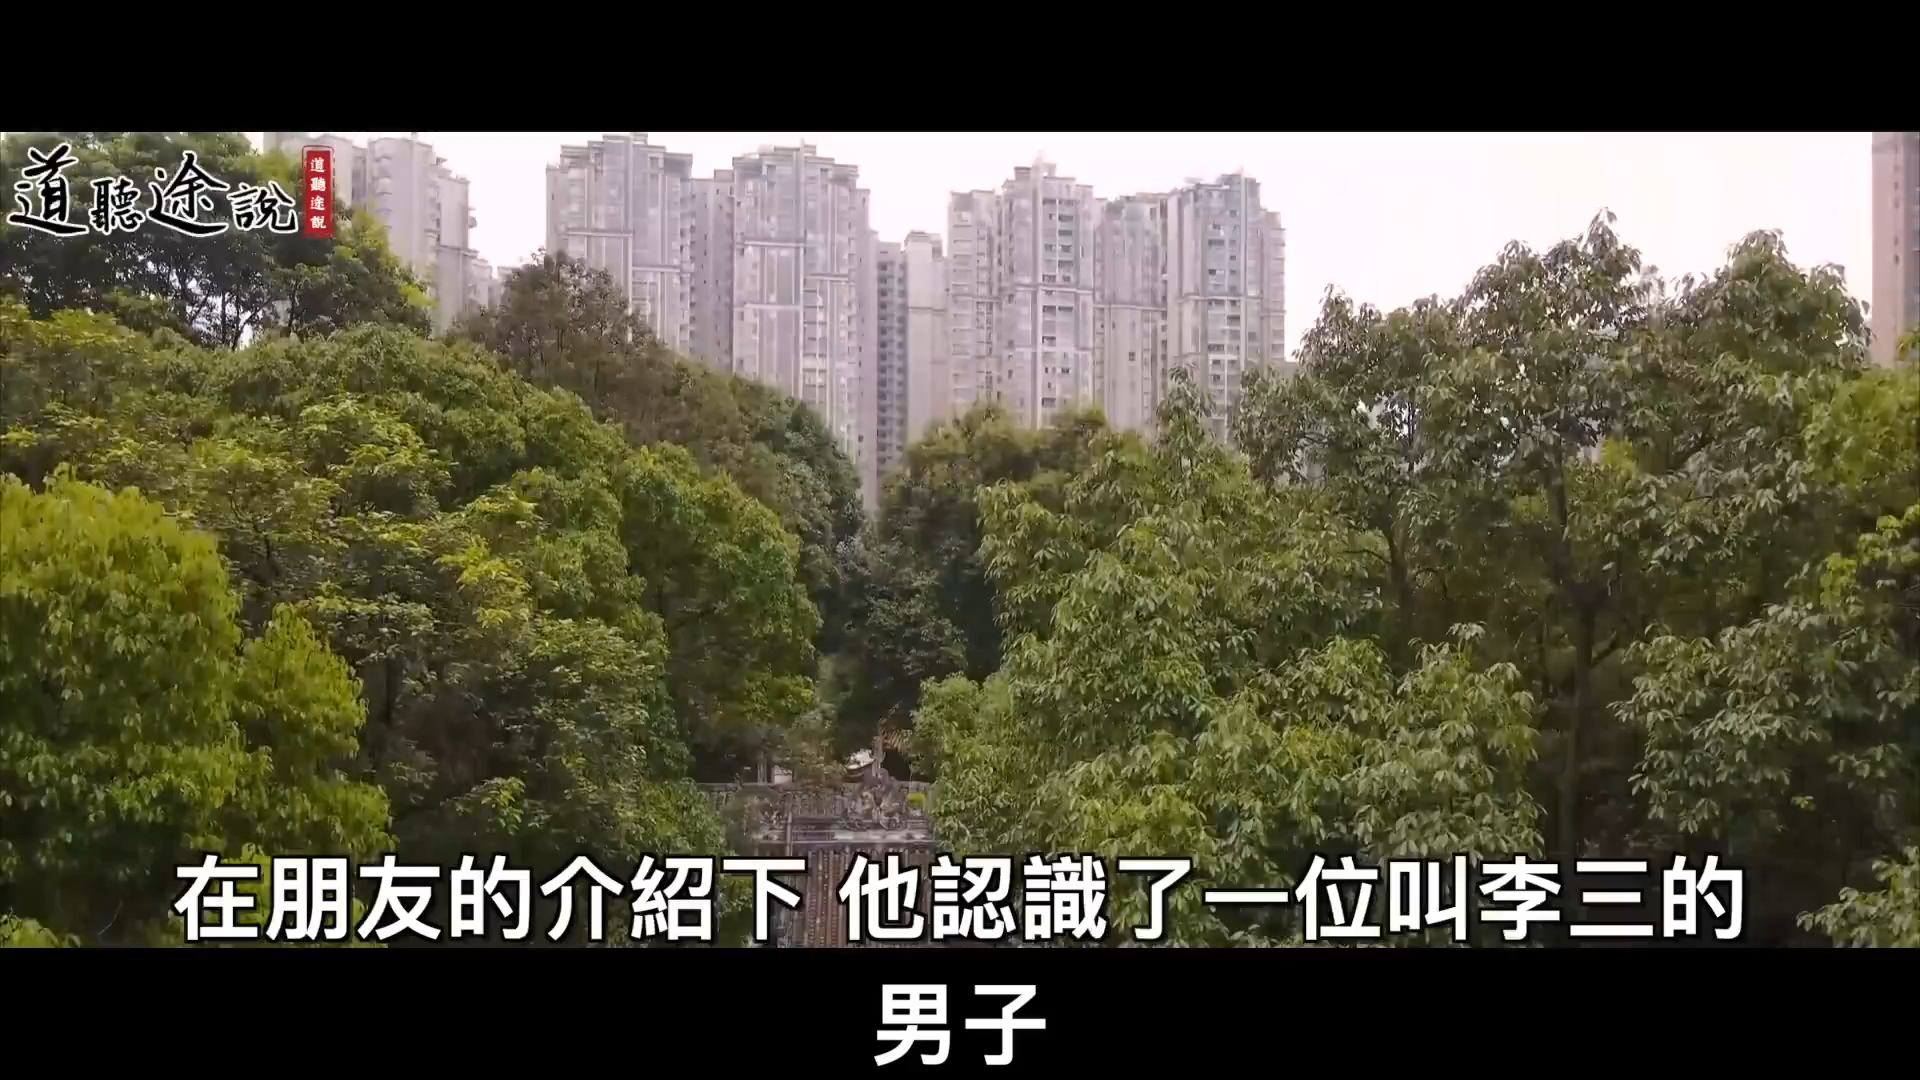 道聽途說
道聽途說
在朋友的介紹下 他認識了一位叫李三的
男子